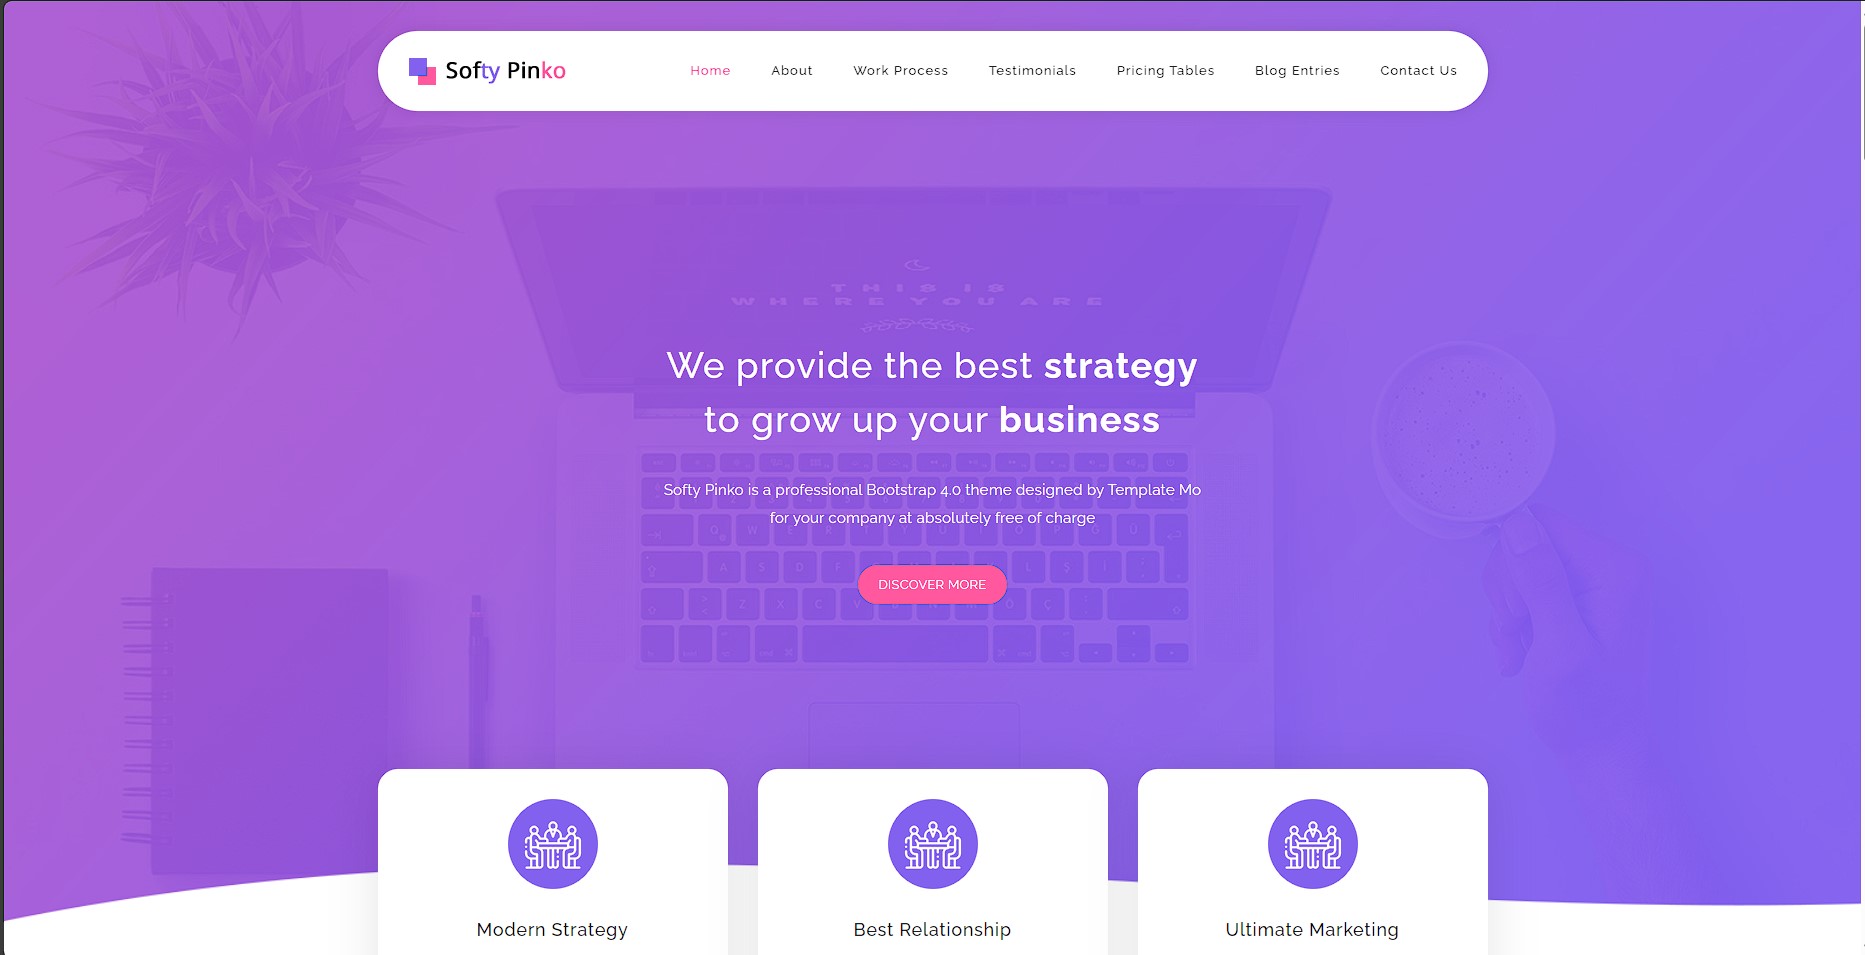 Softy Pinko
Home
About
Work Process
Testimonials
Pricing Tables
Blog Entries
Contact Us
THIS IS
WHERE YOU ARE
We provide the best strategy
to grow up your business
Softy Pinko is a professional Bootstrap 4.0 theme designed by Template Mo
for your company at absolutely free of charge
DISCOVER MORE
Modern Strategy
Best Relationship
Ultimate Marketing